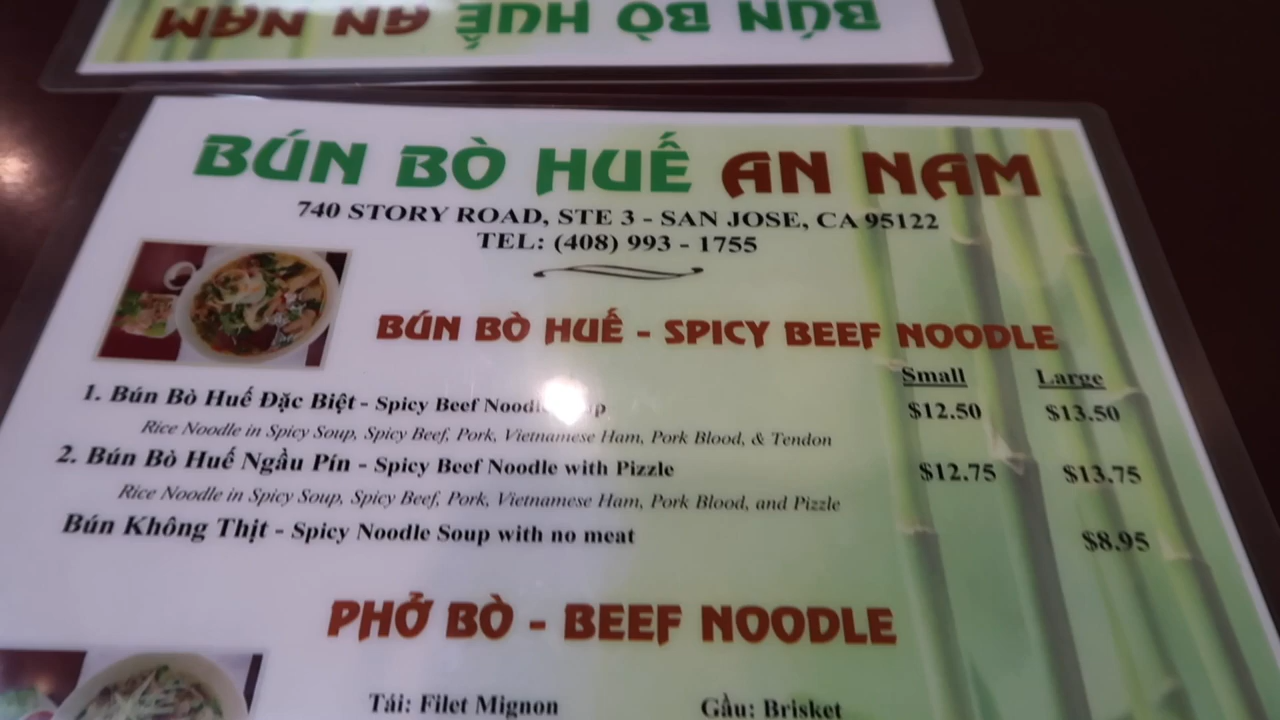 BÚN BÒ HUẾ AN NAM
BÚN BÒ HUẾ AN NAM
740 STORY ROAD, STE 3 - SAN JOSE, CA 95122
TEL: (408) 993 - 1755
BÚN BÒ HUẾ - SPICY BEEF NOODLE
Small Large
1. Bún Bò Huế Đặc Biệt - Spicy Beef Noodle $12.50 $13.50
Rice Noodle in Spicy Soup, Spicy Beef, Pork, Vietnamese Ham, Pork Blood, & Tendon
2. Bún Bò Huế Ngầu Pín - Spicy Beef Noodle with Pizzle $12.75 $13.75
Rice Noodle in Spicy Soup, Spicy Beef, Pork, Vietnamese Ham, Pork Blood, and Pizzle
Bún Không Thịt - Spicy Noodle Soup with no meat $8.95
PHỞ BÒ - BEEF NOODLE
Tái: Filet Mignon Gầu: Brisket